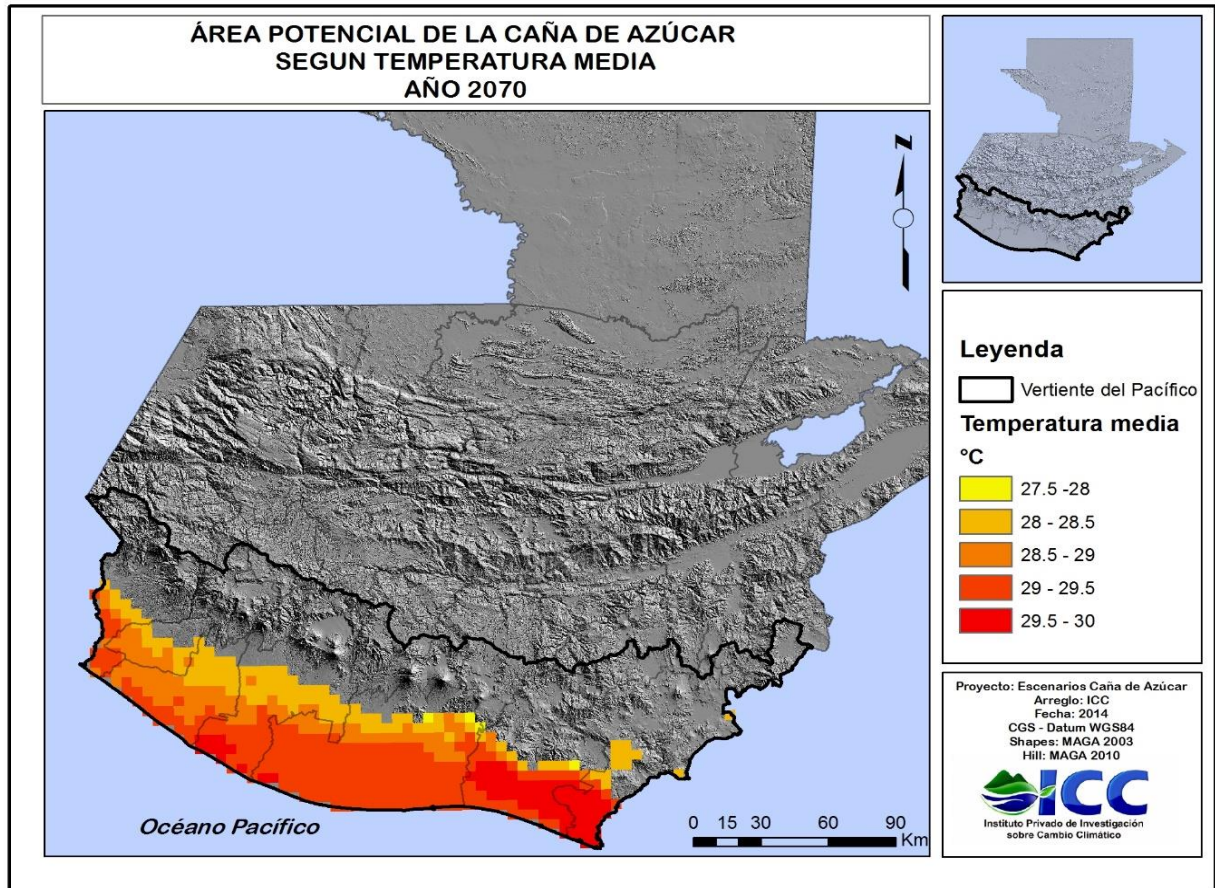 ÁREA POTENCIAL DE LA CAÑA DE AZÚCAR
SEGUN TEMPERATURA MEDIA
AÑO 2070
z
Océano Pacífico
0 15 30 60 90
Km
Leyenda
Vertiente del Pacífico
Temperatura media
°C
27.5 -28
28 - 28.5
28.5 - 29
29 - 29.5
29.5 - 30
Proyecto: Escenarios Caña de Azúcar
Arreglo: ICC
Fecha: 2014
CGS - Datum WGS84
Shapes: MAGA 2003
Hill: MAGA 2010
ICC
Instituto Privado de Investigación
sobre Cambio Climático